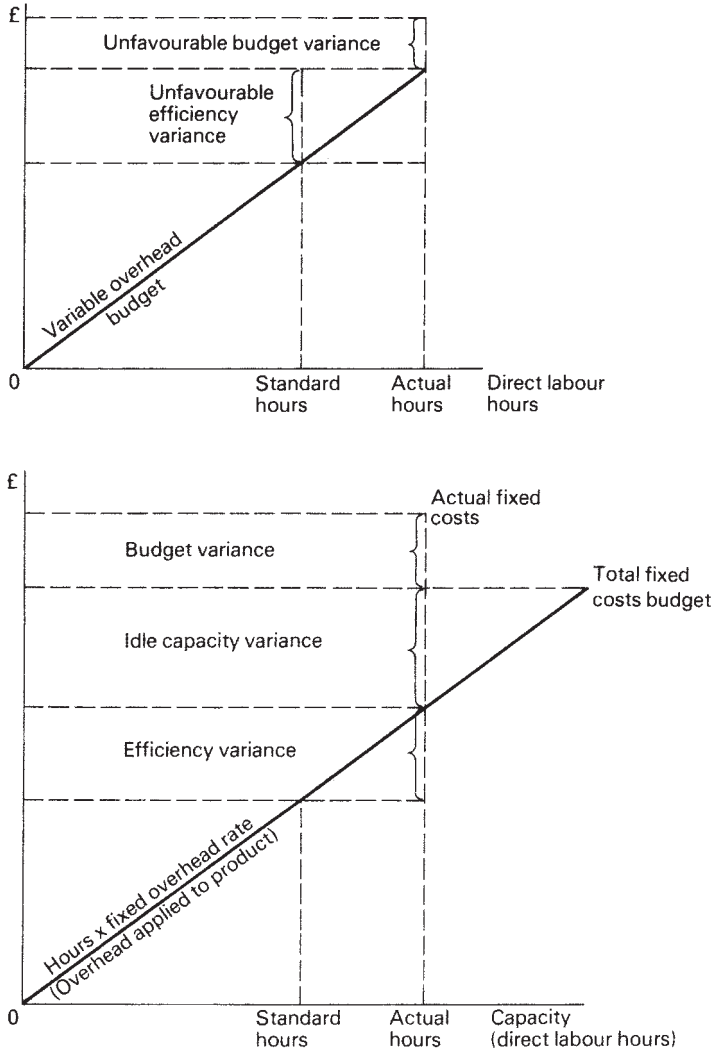 £
Unfavourable budget variance
Unfavourable
efficiency
variance
Variable overhead
budget
0
Standard
hours
Actual
hours
Direct labour
hours
£
Actual fixed
costs
Budget variance
Total fixed
costs budget
Idle capacity variance
Efficiency variance
Hours x fixed overhead rate
(Overhead applied to product)
0
Standard
hours
Actual
hours
Capacity
(direct labour hours)